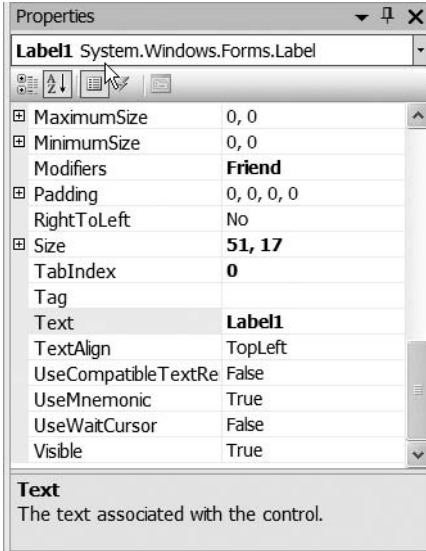 Properties
Label1 System.Windows.Forms.Label
MaximumSize 0, 0
MinimumSize 0, 0
Modifiers Friend
Padding 0, 0, 0, 0
RightToLeft No
Size 51, 17
TabIndex 0
Tag
Text Label1
TextAlign TopLeft
UseCompatibleTextRe False
UseMnemonic True
UseWaitCursor False
Visible True
Text
The text associated with the control.